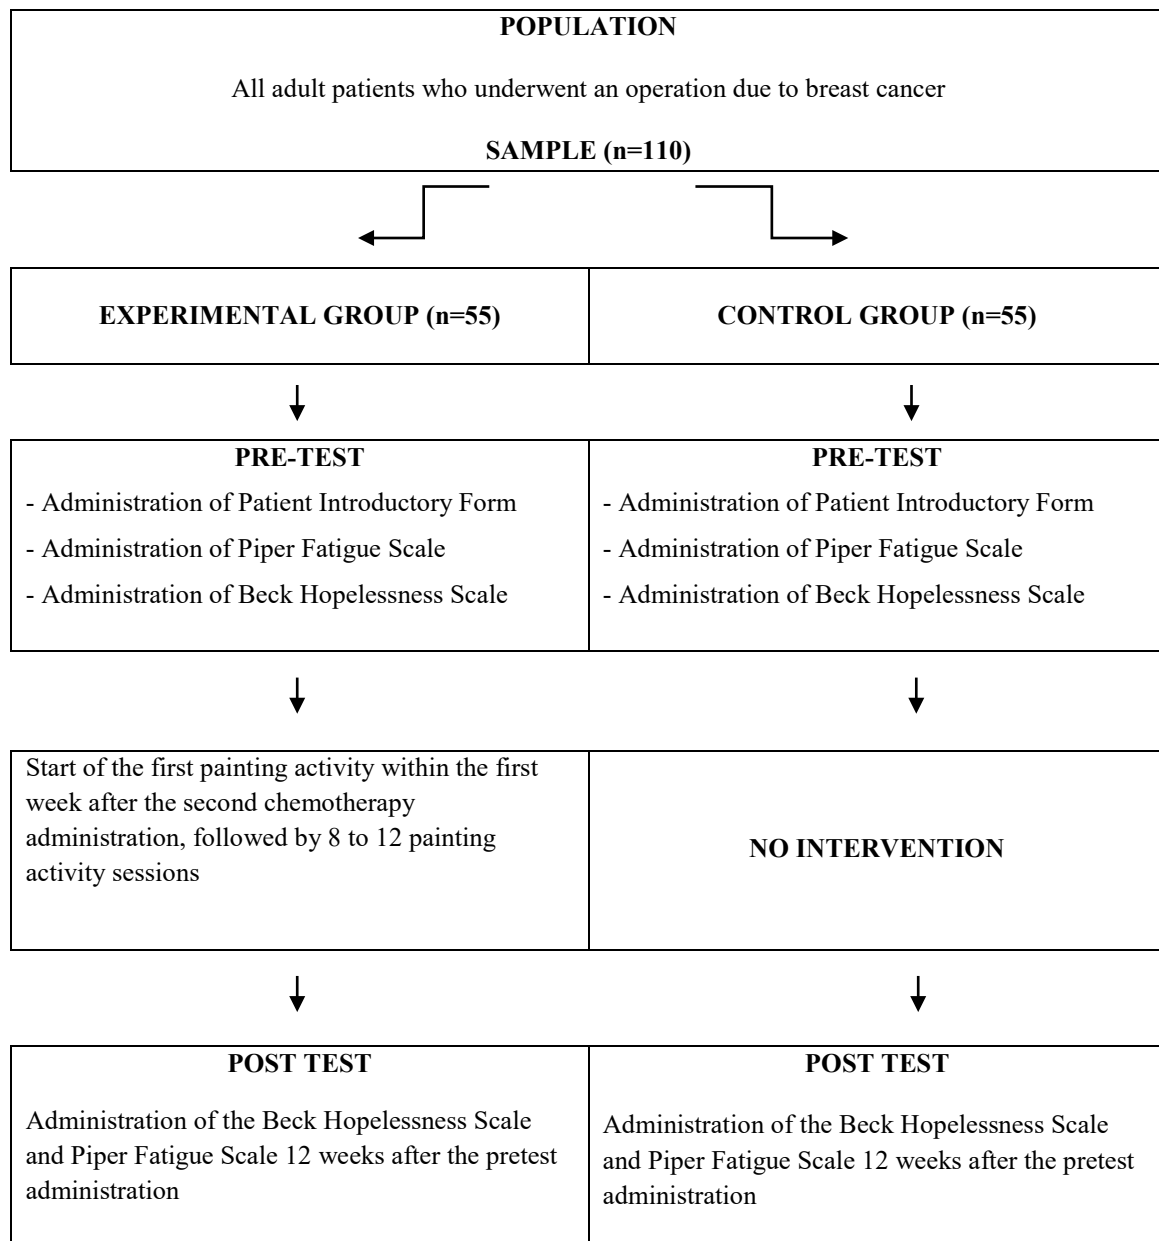 POPULATION
All adult patients who underwent an operation due to breast cancer
SAMPLE (n=110)
EXPERIMENTAL GROUP (n=55)
CONTROL GROUP (n=55)
PRE-TEST
- Administration of Patient Introductory Form
- Administration of Piper Fatigue Scale
- Administration of Beck Hopelessness Scale
PRE-TEST
- Administration of Patient Introductory Form
- Administration of Piper Fatigue Scale
- Administration of Beck Hopelessness Scale
Start of the first painting activity within the first
week after the second chemotherapy
administration, followed by 8 to 12 painting
activity sessions
NO INTERVENTION
POST TEST
Administration of the Beck Hopelessness Scale
and Piper Fatigue Scale 12 weeks after the pretest
administration
POST TEST
Administration of the Beck Hopelessness Scale
and Piper Fatigue Scale 12 weeks after the pretest
administration